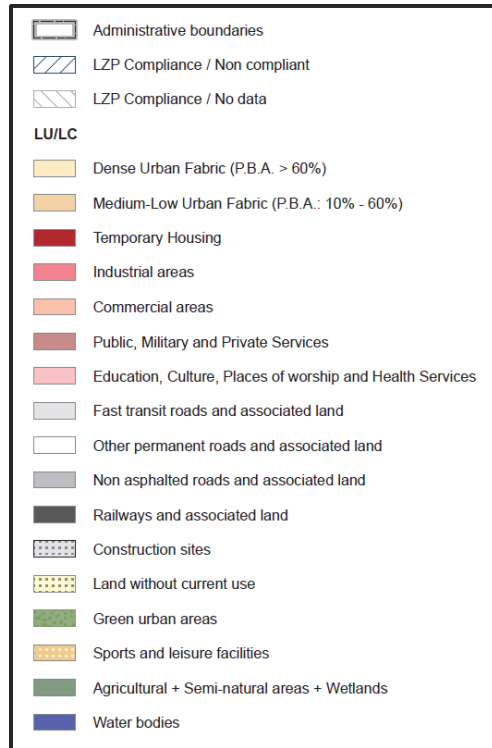 Administrative boundaries
LZP Compliance / Non compliant
LZP Compliance / No data
LU/LC
Dense Urban Fabric (P.B.A. > 60%)
Medium-Low Urban Fabric (P.B.A.: 10% - 60%)
Temporary Housing
Industrial areas
Commercial areas
Public, Military and Private Services
Education, Culture, Places of worship and Health Services
Fast transit roads and associated land
Other permanent roads and associated land
Non asphalted roads and associated land
Railways and associated land
Construction sites
Land without current use
Green urban areas
Sports and leisure facilities
Agricultural + Semi-natural areas + Wetlands
Water bodies